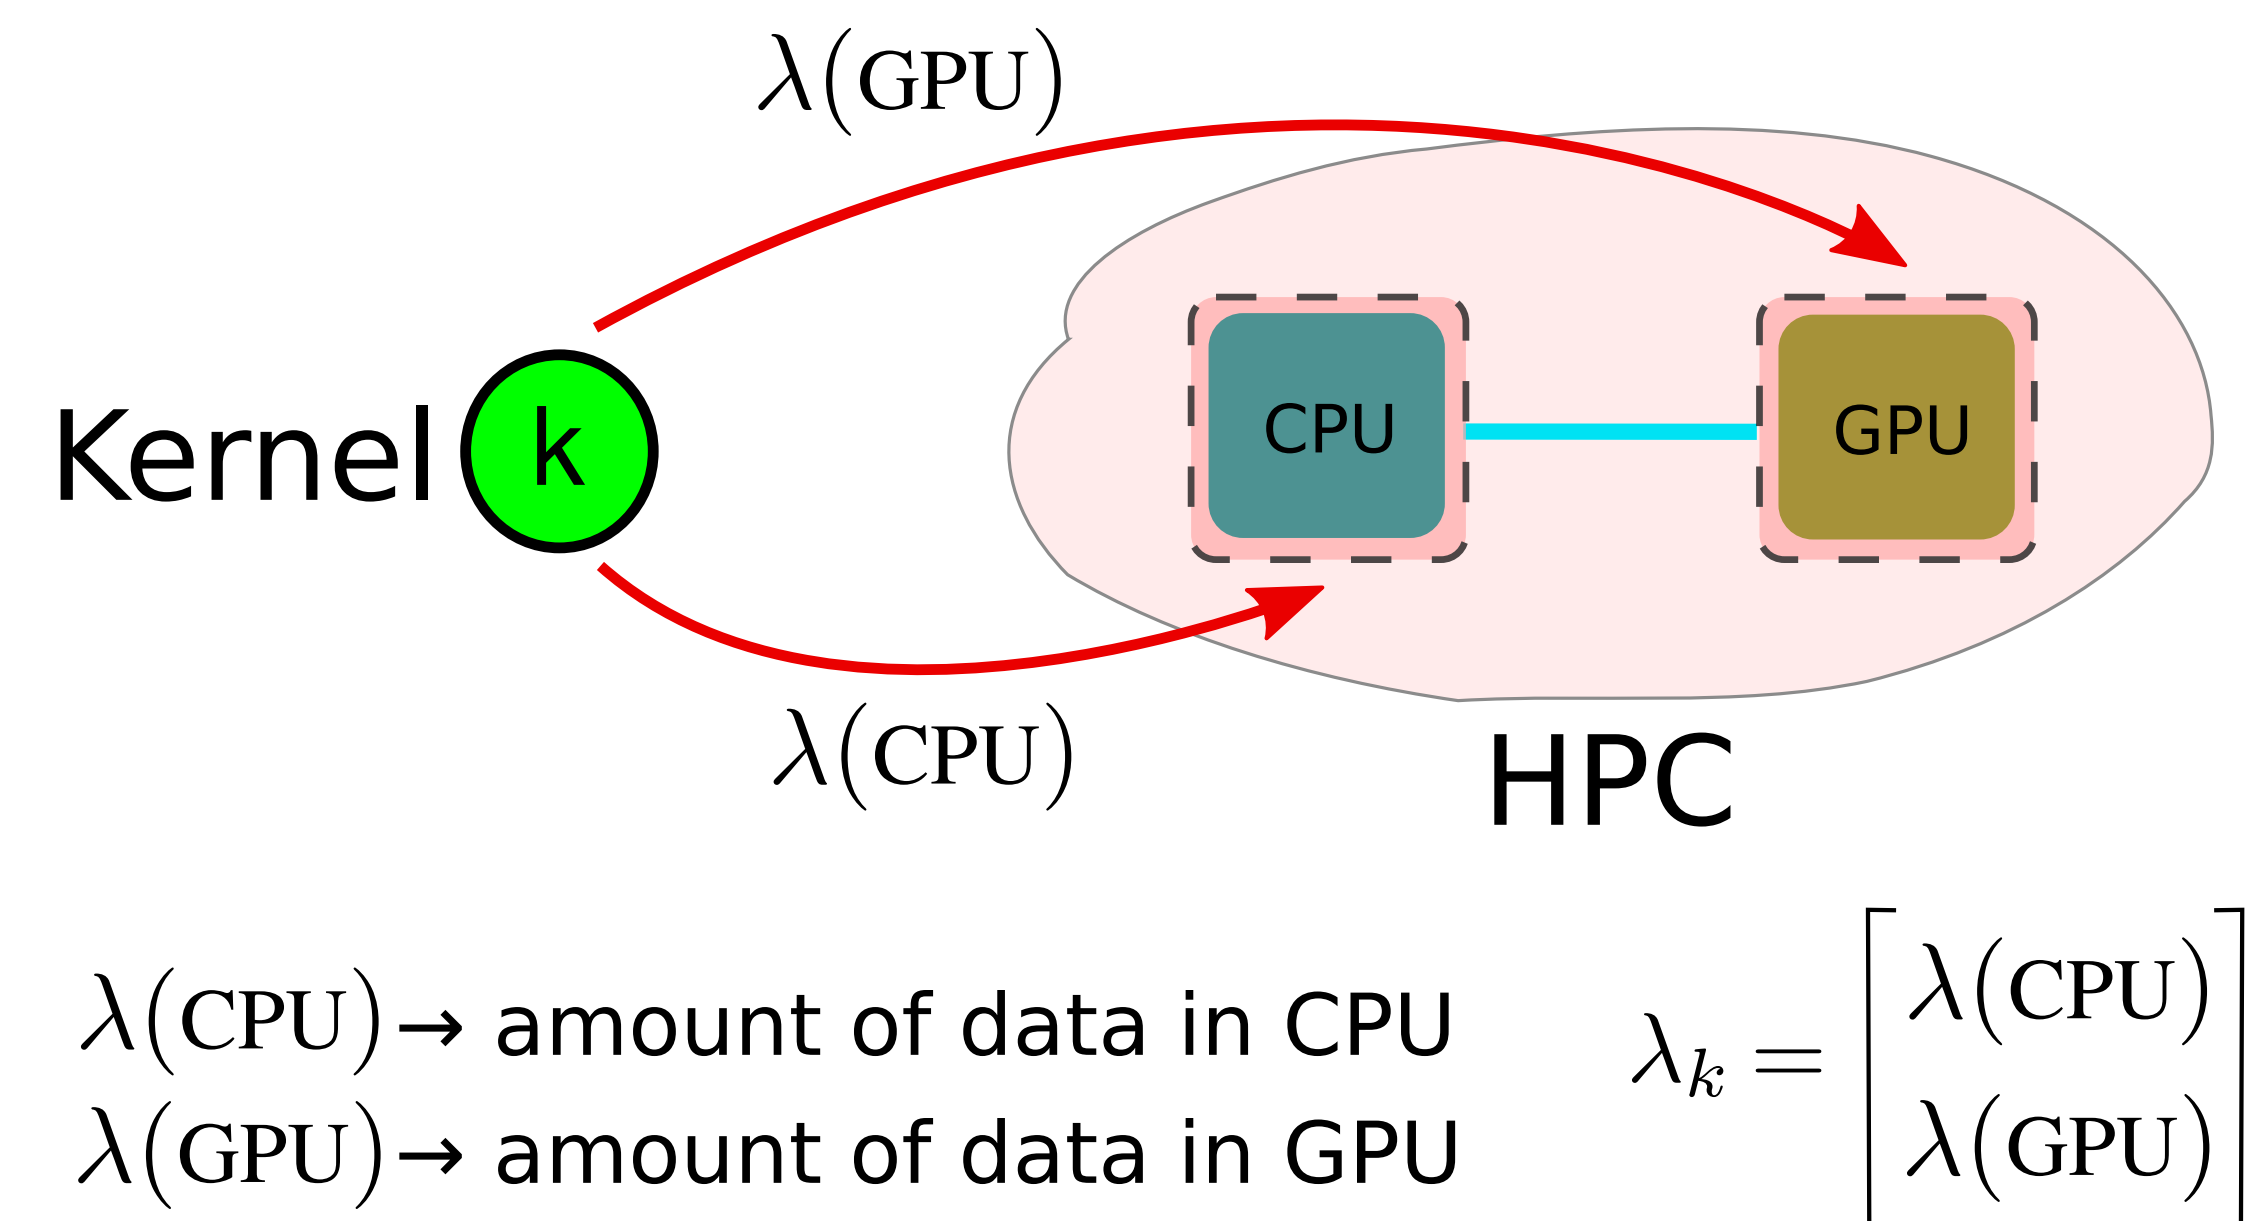 λ(GPU)
Kernel k
CPU
GPU
λ(CPU)
HPC
λ(CPU)→ amount of data in CPU
λ(GPU)→ amount of data in GPU
λk = [λ(CPU)
λ(GPU)]